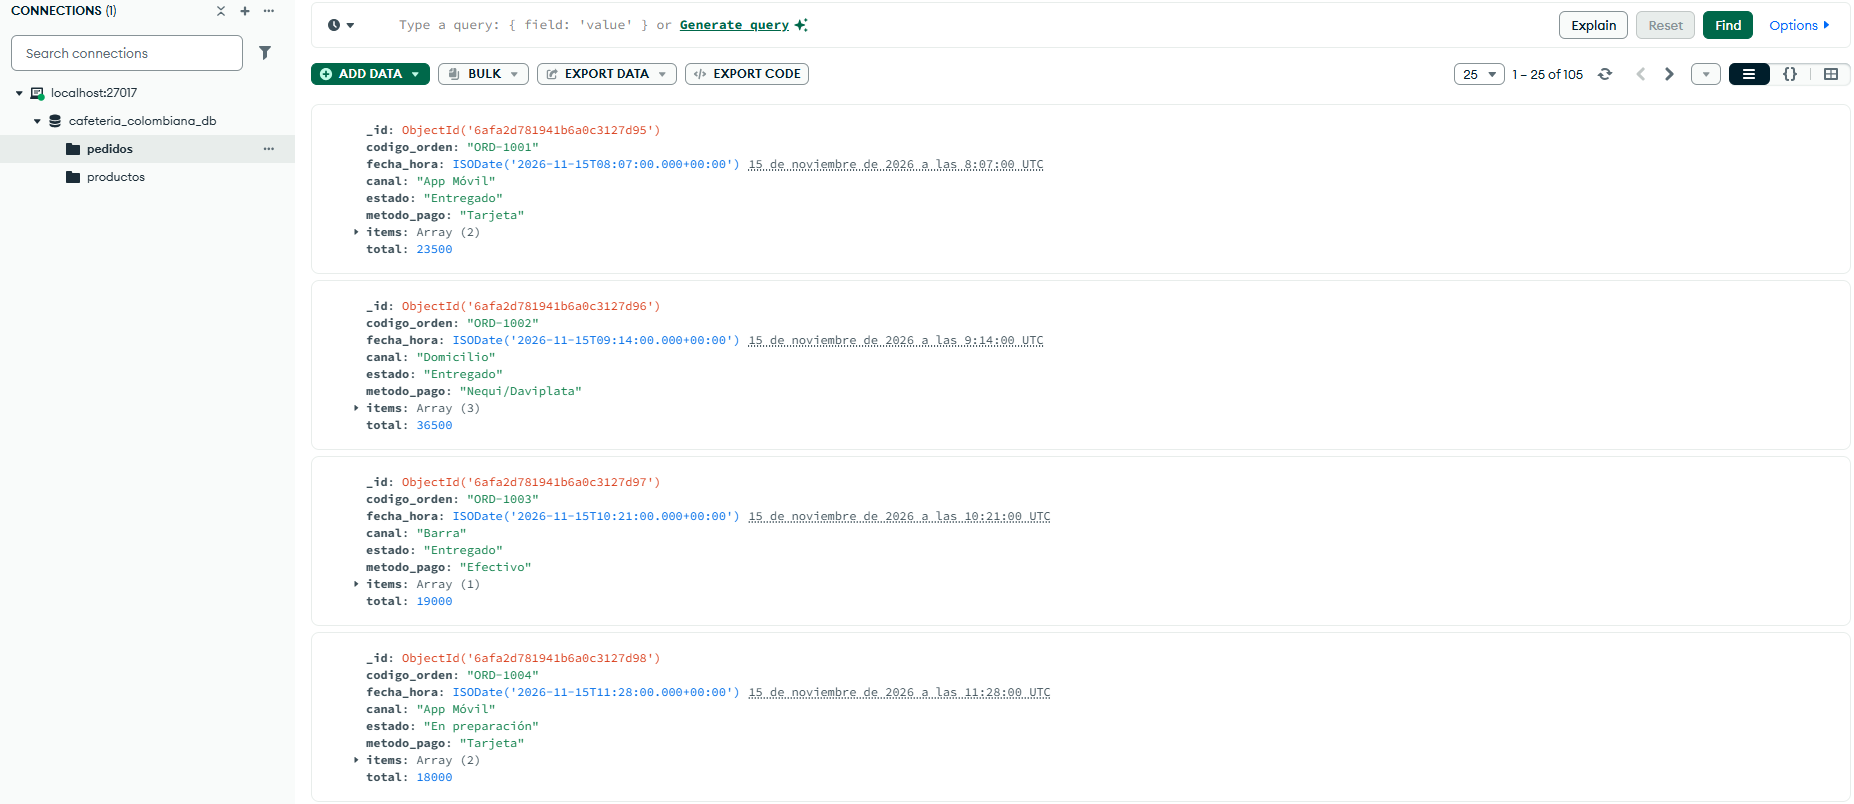 CONNECTIONS (1)
Search connections
localhost:27017
cafeteria_colombiana_db
pedidos
productos
Type a query: { field: 'value' } or Generate query
Explain
Reset
Find
Options
ADD DATA
BULK
EXPORT DATA
EXPORT CODE
25
1 – 25 of 105
_id: ObjectId('6afa2d781941b6a0c3127d95')
codigo_orden: "ORD-1001"
fecha_hora: ISODate('2026-11-15T08:07:00.000+00:00') 15 de noviembre de 2026 a las 8:07:00 UTC
canal: "App Móvil"
estado: "Entregado"
metodo_pago: "Tarjeta"
items: Array (2)
total: 23500
_id: ObjectId('6afa2d781941b6a0c3127d96')
codigo_orden: "ORD-1002"
fecha_hora: ISODate('2026-11-15T09:14:00.000+00:00') 15 de noviembre de 2026 a las 9:14:00 UTC
canal: "Domicilio"
estado: "Entregado"
metodo_pago: "Nequi/Daviplata"
items: Array (3)
total: 36500
_id: ObjectId('6afa2d781941b6a0c3127d97')
codigo_orden: "ORD-1003"
fecha_hora: ISODate('2026-11-15T10:21:00.000+00:00') 15 de noviembre de 2026 a las 10:21:00 UTC
canal: "Barra"
estado: "Entregado"
metodo_pago: "Efectivo"
items: Array (1)
total: 19000
_id: ObjectId('6afa2d781941b6a0c3127d98')
codigo_orden: "ORD-1004"
fecha_hora: ISODate('2026-11-15T11:28:00.000+00:00') 15 de noviembre de 2026 a las 11:28:00 UTC
canal: "App Móvil"
estado: "En preparación"
metodo_pago: "Tarjeta"
items: Array (2)
total: 18000